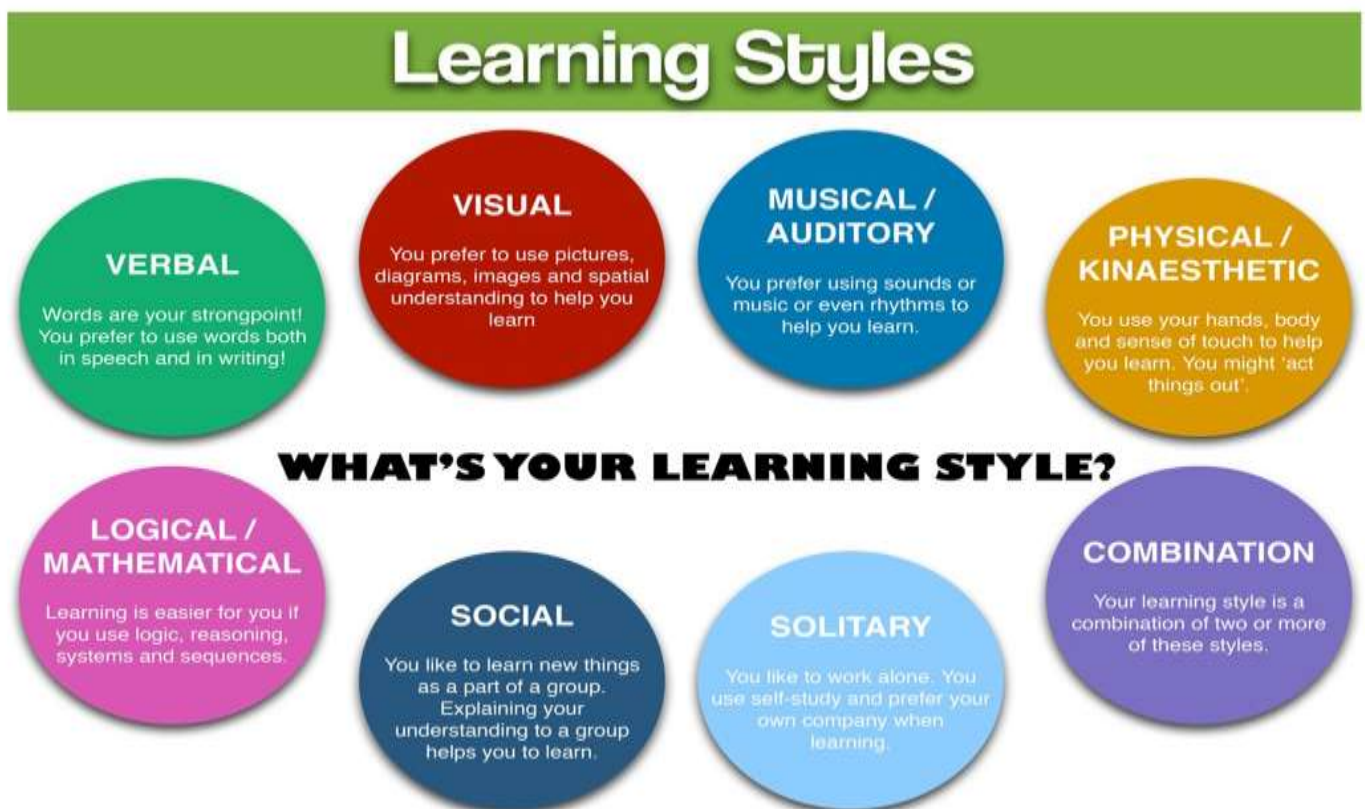 Learning Styles
VERBAL
Words are your strongpoint!
You prefer to use words both
in speech and in writing!
VISUAL
You prefer to use pictures,
diagrams, images and spatial
understanding to help you
learn
MUSICAL /
AUDITORY
You prefer using sounds or
music or even rhythms to
help you learn.
PHYSICAL /
KINAESTHETIC
You use your hands, body
and sense of touch to help
you learn. You might ‘act
things out’.
WHAT’S YOUR LEARNING STYLE?
LOGICAL /
MATHEMATICAL
Learning is easier for you if
you use logic, reasoning,
systems and sequences.
SOCIAL
You like to learn new things
as a part of a group.
Explaining your
understanding to a group
helps you to learn.
SOLITARY
You like to work alone. You
use self-study and prefer your
own company when
learning.
COMBINATION
Your learning style is a
combination of two or more
of these styles.